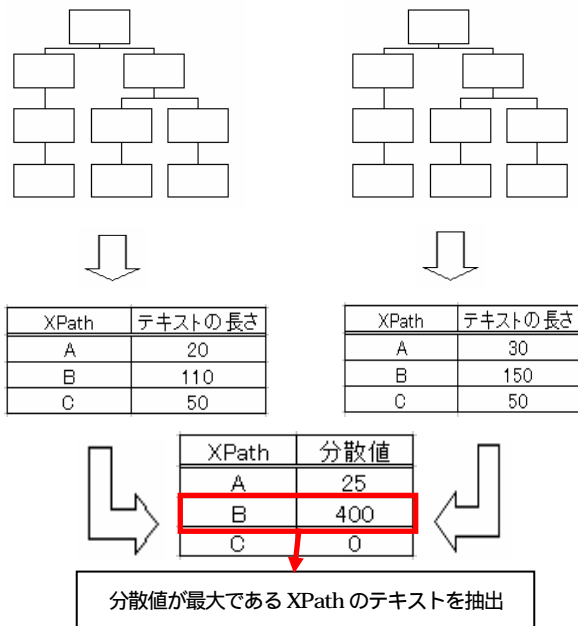 XPath テキストの長さ
A 20
B 110
C 50
XPath テキストの長さ
A 30
B 150
C 50
XPath 分散値
A 25
B 400
C 0
分散値が最大である XPath のテキストを抽出